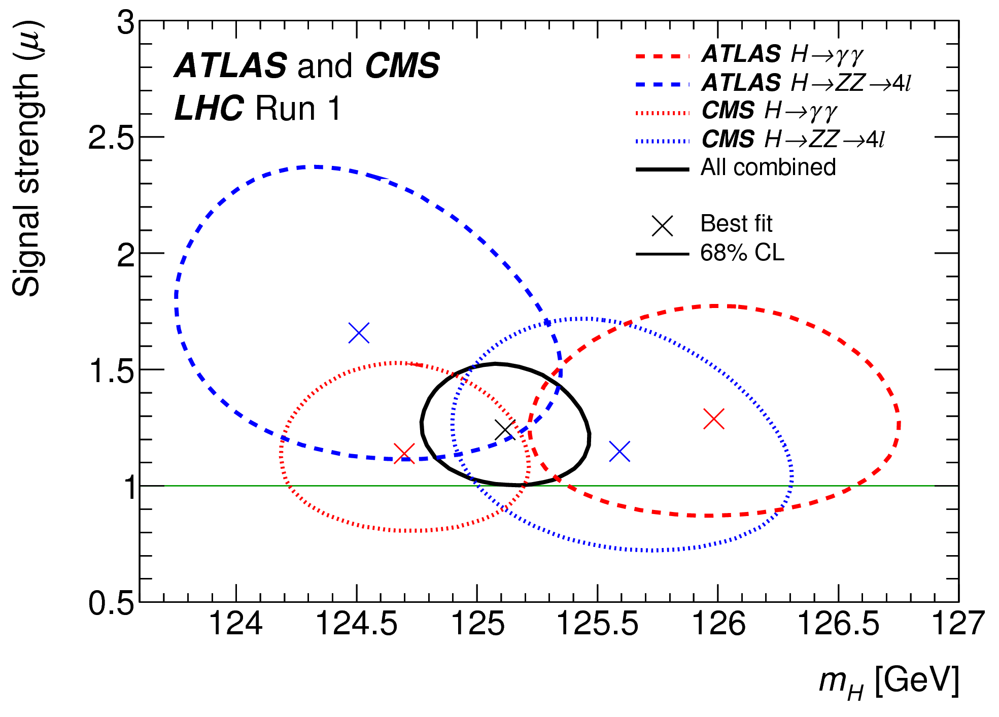 Signal strength (μ)
3
2.5
2
1.5
1
0.5
ATLAS and CMS
LHC Run 1
ATLAS H→γγ
ATLAS H→ZZ→4l
CMS H→γγ
CMS H→ZZ→4l
All combined
Best fit
68% CL
124 124.5 125 125.5 126 126.5 127
m_H [GeV]